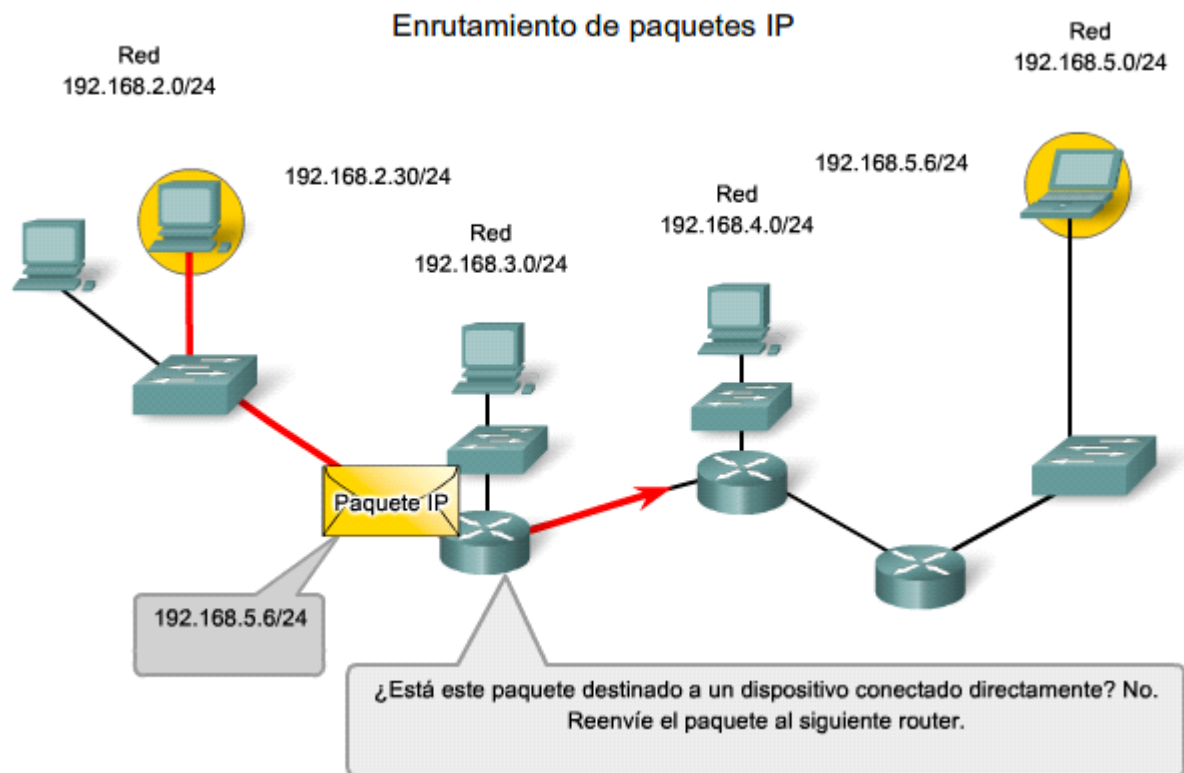 Enrutamiento de paquetes IP
Red
192.168.2.0/24
Red
192.168.5.0/24
192.168.2.30/24
192.168.5.6/24
Red
192.168.4.0/24
Red
192.168.3.0/24
Paquete IP
192.168.5.6/24
¿Está este paquete destinado a un dispositivo conectado directamente? No.
Reenvíe el paquete al siguiente router.